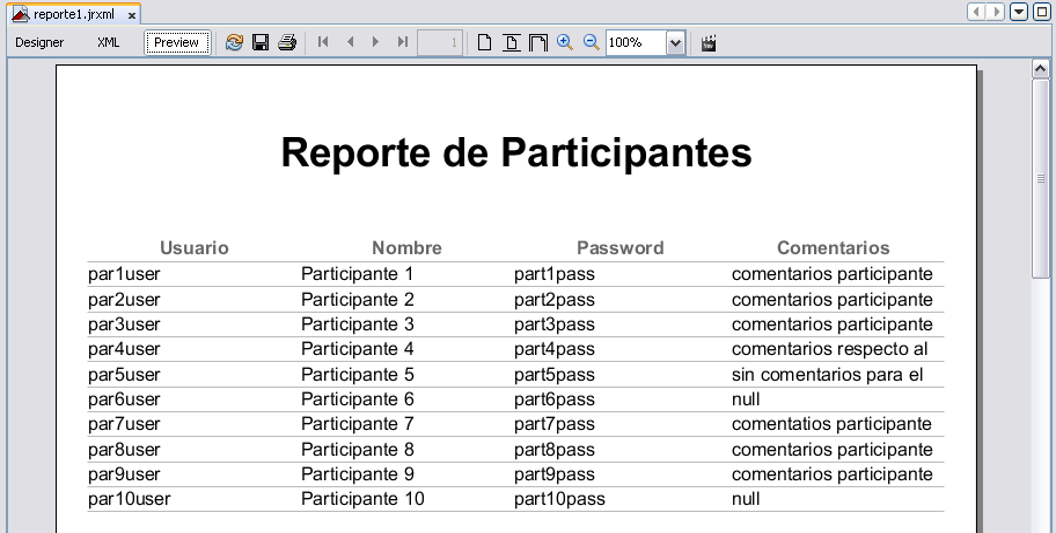 reporte1.jrxml x
Designer XML Preview 1 100%
Reporte de Participantes
Usuario Nombre Password Comentarios
par1user Participante 1 part1pass comentarios participante
par2user Participante 2 part2pass comentarios participante
par3user Participante 3 part3pass comentarios participante
par4user Participante 4 part4pass comentarios respecto al
par5user Participante 5 part5pass sin comentarios para el
par6user Participante 6 part6pass null
par7user Participante 7 part7pass comentatios participante
par8user Participante 8 part8pass comentarios participante
par9user Participante 9 part9pass comentarios participante
par10user Participante 10 part10pass null